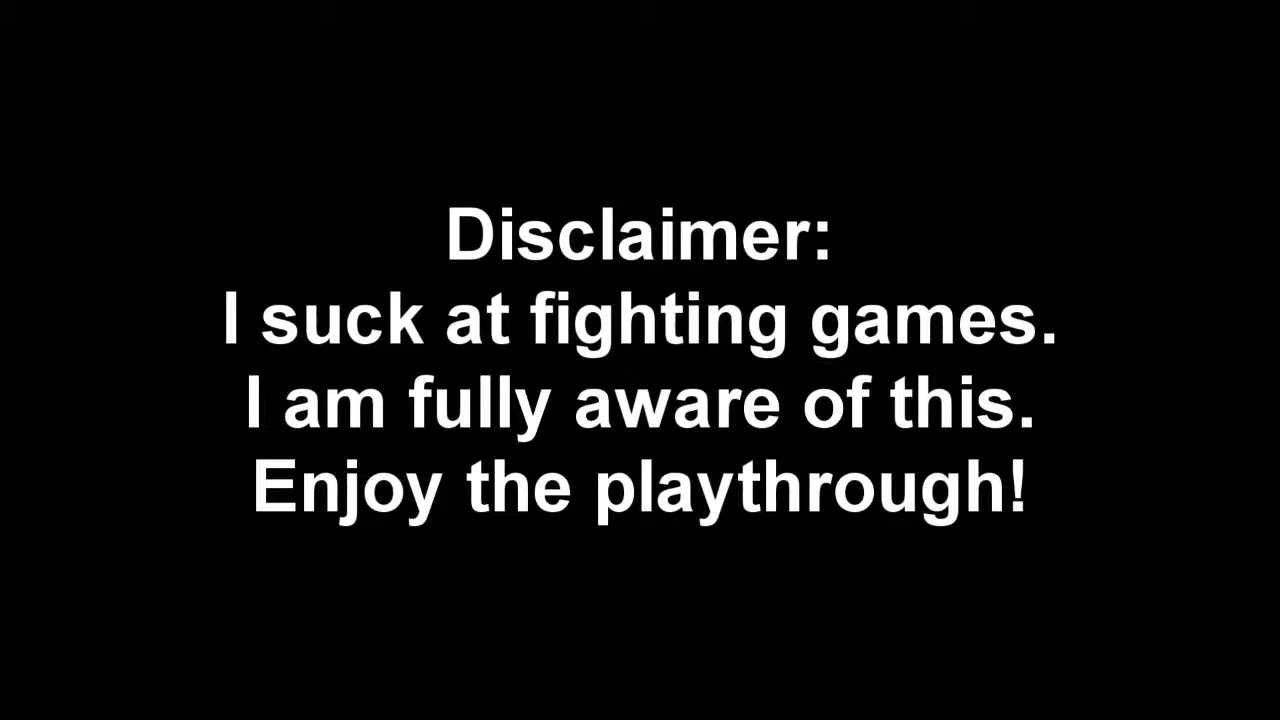 Disclaimer:
I suck at fighting games.
I am fully aware of this.
Enjoy the playthrough!